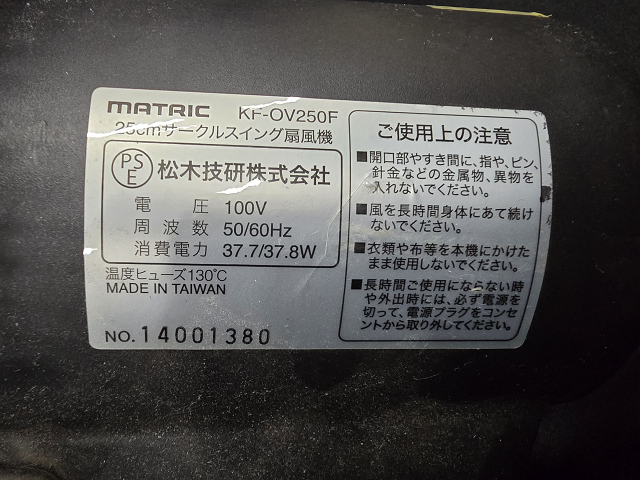 MATRIC KF-OV250F
25cmサークルスイング扇風機
PS
E
松木技研株式会社
電圧 100V
周波数 50/60Hz
消費電力 37.7/37.8W
温度ヒューズ130℃
MADE IN TAIWAN
NO. 14001380
ご使用上の注意
■開口部やすき間に、指や、ピン、
針金などの金属物、異物を
入れないでください。
■風を長時間身体にあて続け
ないでください。
■衣類や布等を本機にかけた
まま使用しないでください。
■長時間ご使用にならない時
や外出時には、必ず電源を
切って、電源プラグをコンセ
ントから取り外してください。